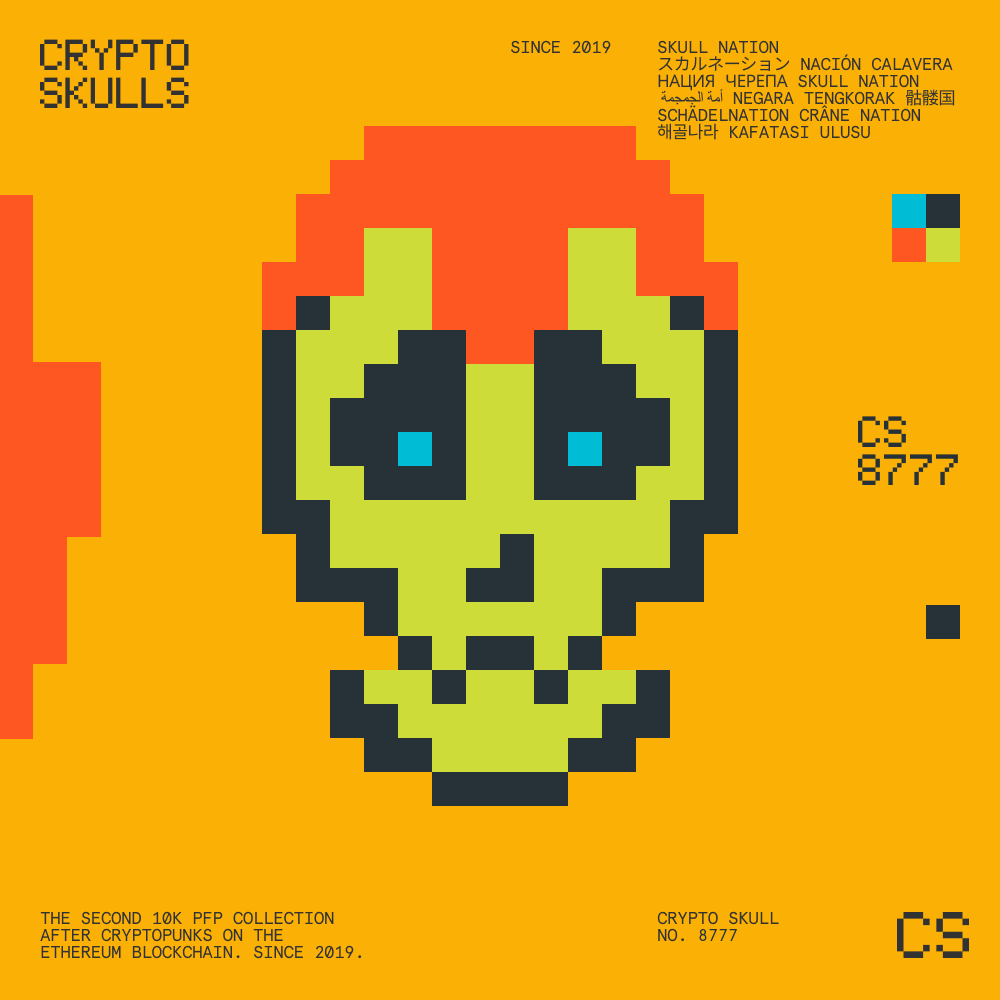 CRYPTO
SKULLS
SINCE 2019
SKULL NATION
スカルネーション NACIÓN CALAVERA
НАЦИЯ ЧЕРЕПА SKULL NATION
أمة الجمجمة NEGARA TENGKORAK 骷髅国
SCHÄDELNATION CRÂNE NATION
해골나라 KAFATASI ULUSU
CS
8777
THE SECOND 10K PFP COLLECTION
AFTER CRYPTOPUNKS ON THE
ETHEREUM BLOCKCHAIN. SINCE 2019.
CRYPTO SKULL
NO. 8777
CS